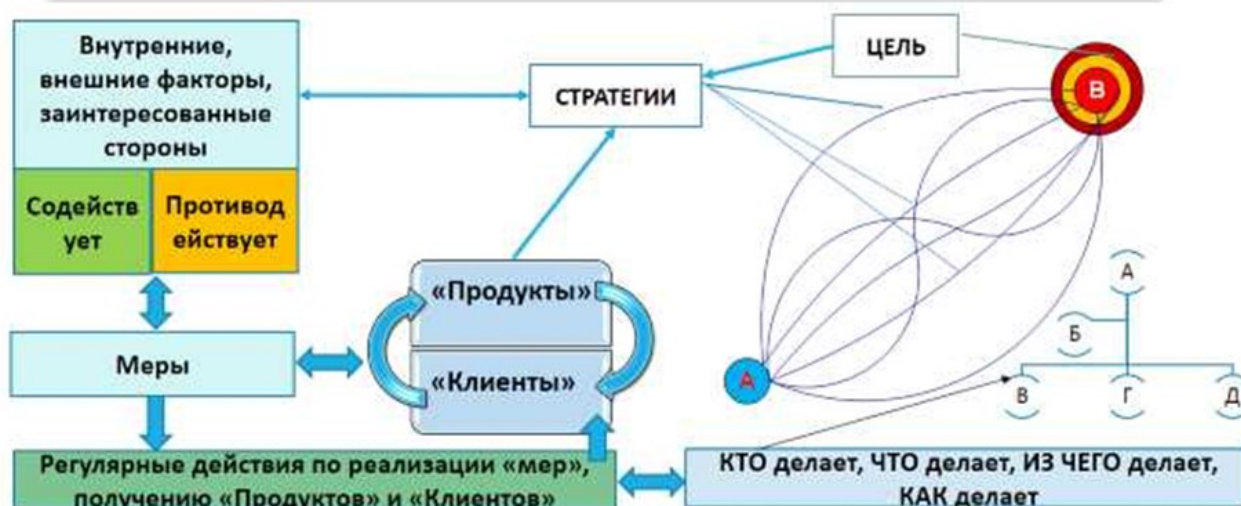 Внутренние,
внешние факторы,
заинтересованные
стороны
Содейств
ует
Противод
ействует
Меры
СТРАТЕГИИ
ЦЕЛЬ
В
А
«Продукты»
«Клиенты»
А
Б
В
Г
Д
Регулярные действия по реализации «мер»,
получению «Продуктов» и «Клиентов»
КТО делает, ЧТО делает, ИЗ ЧЕГО делает,
КАК делает